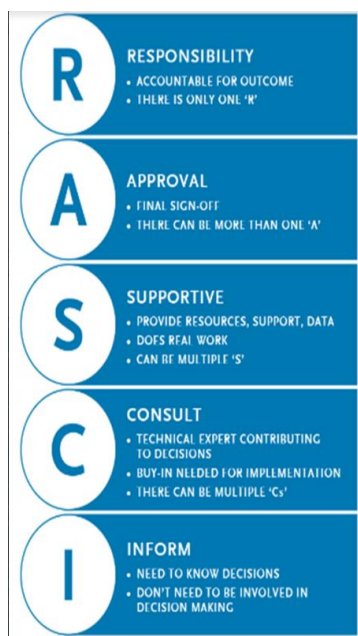 R
RESPONSIBILITY
• ACCOUNTABLE FOR OUTCOME
• THERE IS ONLY ONE 'R'
A
APPROVAL
• FINAL SIGN-OFF
• THERE CAN BE MORE THAN ONE 'A'
S
SUPPORTIVE
• PROVIDE RESOURCES, SUPPORT, DATA
• DOES REAL WORK
• CAN BE MULTIPLE 'S'
C
CONSULT
• TECHNICAL EXPERT CONTRIBUTING
TO DECISIONS
• BUY-IN NEEDED FOR IMPLEMENTATION
• THERE CAN BE MULTIPLE 'Cs'
I
INFORM
• NEED TO KNOW DECISIONS
• DON'T NEED TO BE INVOLVED IN
DECISION MAKING